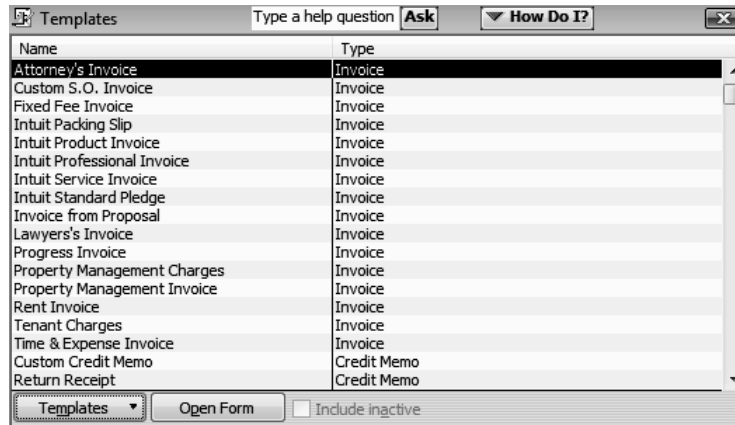 Templates Type a help question Ask How Do I?
Name Type
Attorney's Invoice Invoice
Custom S.O. Invoice Invoice
Fixed Fee Invoice Invoice
Intuit Packing Slip Invoice
Intuit Product Invoice Invoice
Intuit Professional Invoice Invoice
Intuit Service Invoice Invoice
Intuit Standard Pledge Invoice
Invoice from Proposal Invoice
Lawyers's Invoice Invoice
Progress Invoice Invoice
Property Management Charges Invoice
Property Management Invoice Invoice
Rent Invoice Invoice
Tenant Charges Invoice
Time & Expense Invoice Invoice
Custom Credit Memo Credit Memo
Return Receipt Credit Memo
Templates Open Form Include inactive